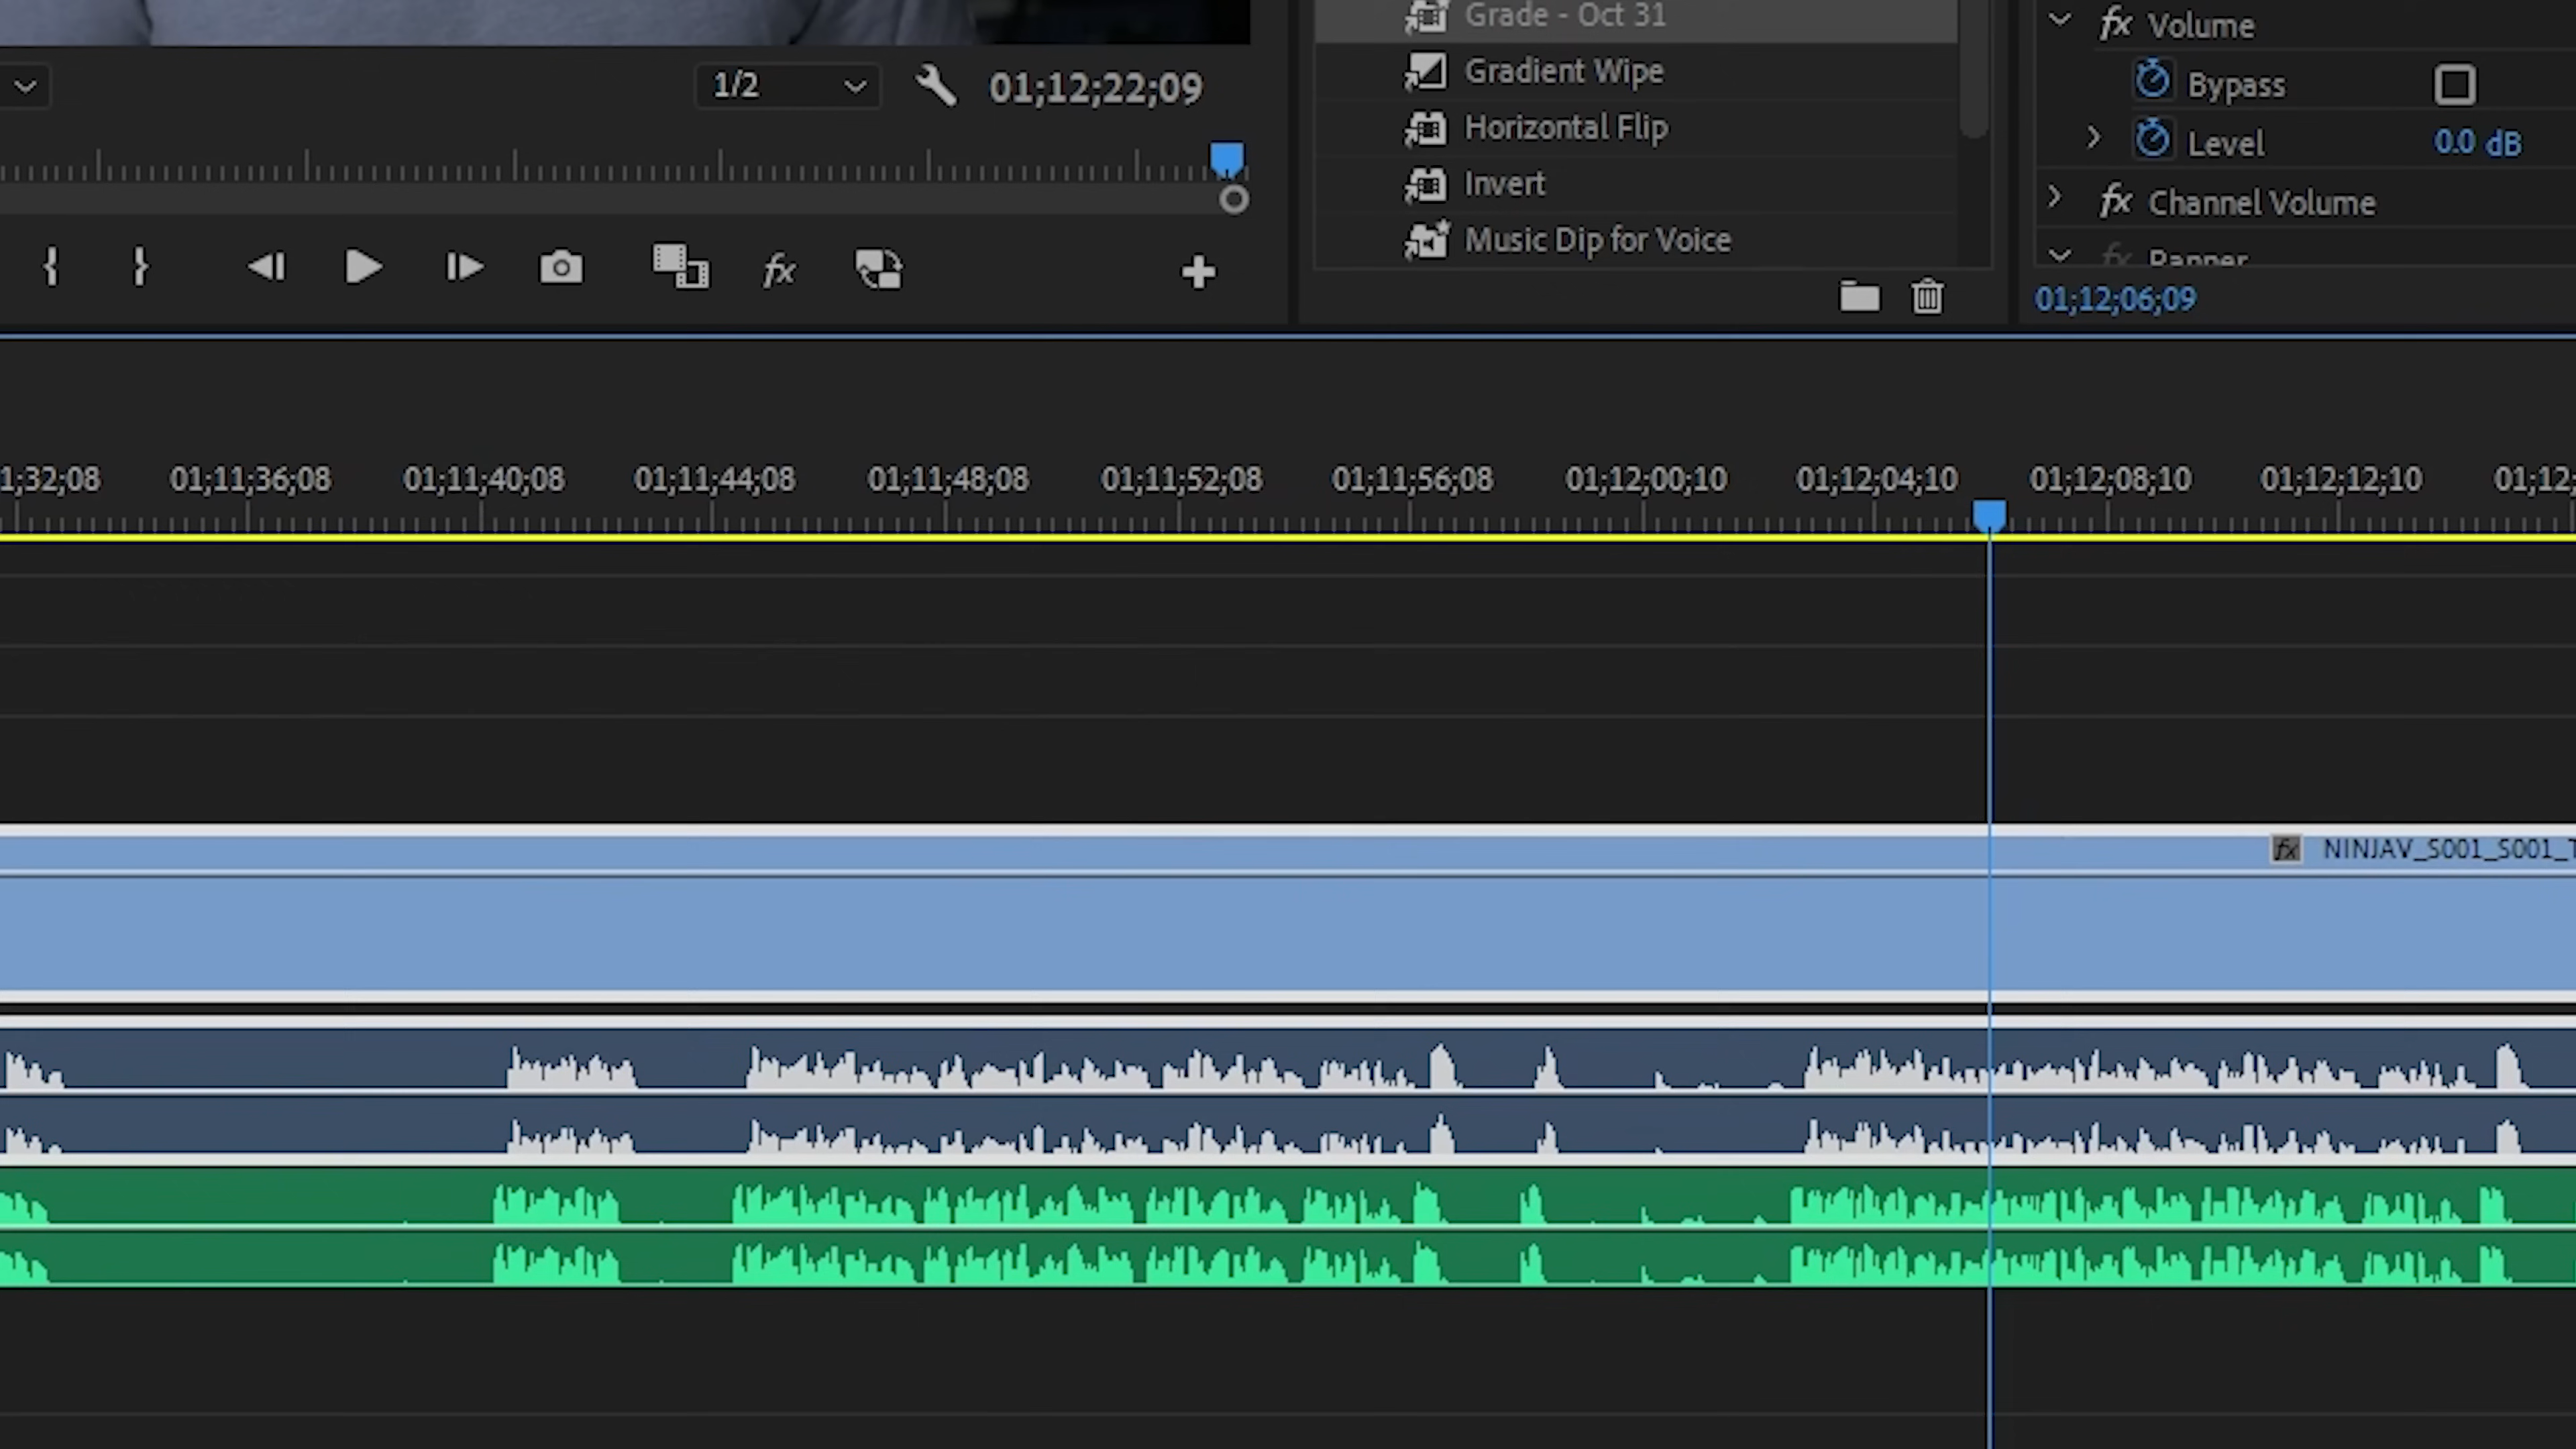 Grade - Oct 31
fx Volume
1/2
01;12;22;09
Gradient Wipe
Bypass
Horizontal Flip
Level
0.0 dB
Invert
fx Channel Volume
Music Dip for Voice
fx Panner
fx
01;12;06;09
1;32;08
01;11;36;08
01;11;40;08
01;11;44;08
01;11;48;08
01;11;52;08
01;11;56;08
01;12;00;10
01;12;04;10
01;12;08;10
01;12;12;10
01;12;
fx NINJAV_S001_S001_T